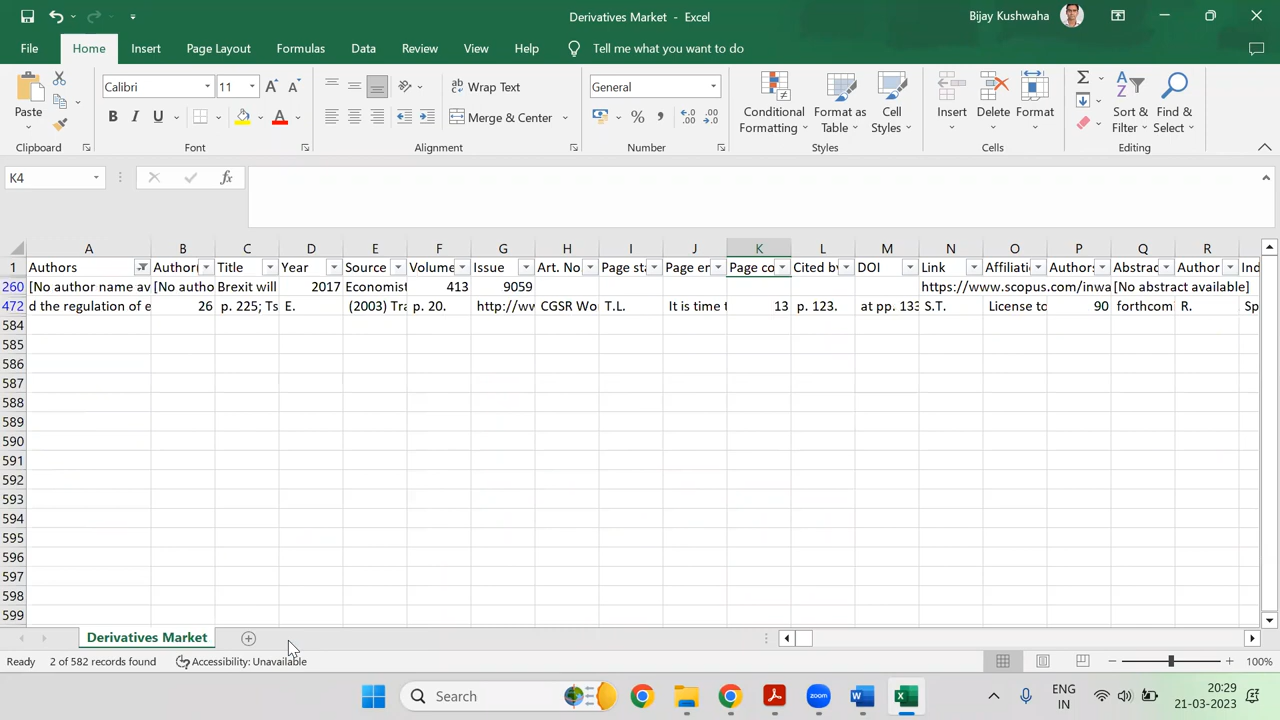 Derivatives Market - Excel
Bijay Kushwaha
File Home Insert Page Layout Formulas Data Review View Help Tell me what you want to do
Paste
Clipboard
Calibri 11
B I U
Font
Wrap Text
Merge & Center
Alignment
General
Number
Conditional Formatting
Format as Table
Cell Styles
Styles
Insert Delete Format
Cells
Sort & Filter
Find & Select
Editing
K4 fx
A B C D E F G H I J K L M N O P Q R
1 Authors Author( Title Year Source Volume Issue Art. No Page sta Page en Page co Cited by DOI Link Affiliatio Authors Abstrac Author Ind
260 [No author name av [No autho Brexit will 2017 Economist 413 9059 https://www.scopus.com/inwa [No abstract available]
472 d the regulation of e 26 p. 225; Ts E. (2003) Tra p. 20. http://ww CGSR Wo T.L. It is time t 13 p. 123. at pp. 133 S.T. License to 90 forthcom R. Sp
584
585
586
587
588
589
590
591
592
593
594
595
596
597
598
599
Derivatives Market
Ready 2 of 582 records found Accessibility: Unavailable 100%
Search
zoom
ENG
IN
20:29
21-03-2023